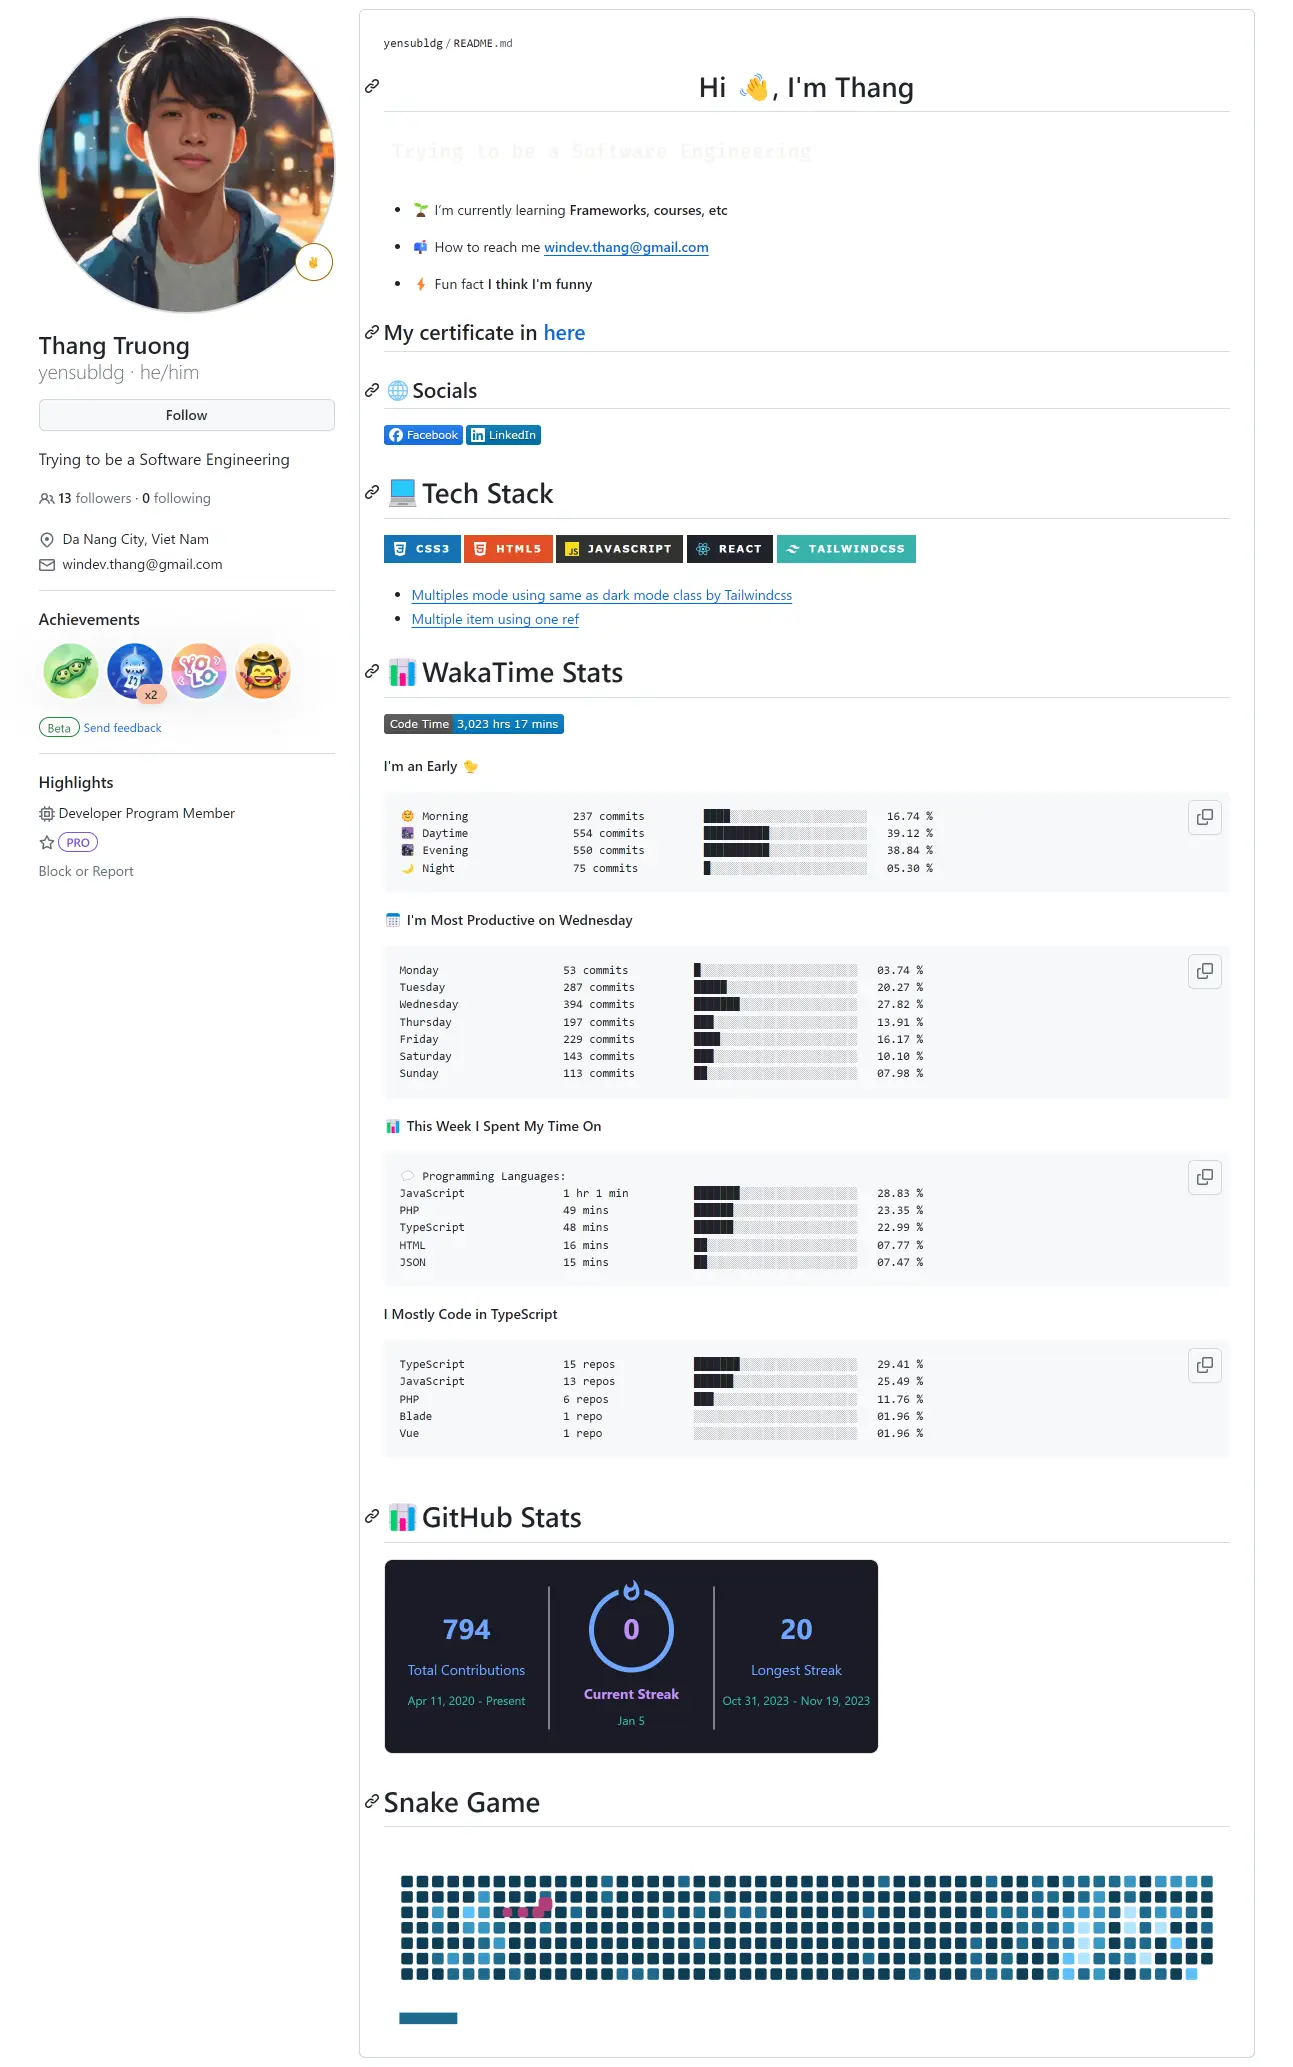 Thang Truong
yensubldg · he/him
Follow
Trying to be a Software Engineering
13 followers · 0 following
Da Nang City, Viet Nam
windev.thang@gmail.com
Achievements
x2
YOLO
Beta Send feedback
Highlights
Developer Program Member
PRO
Block or Report
yensubldg / README.md
Hi 👋, I'm Thang
Trying to be a Software Engineering
• 🌱 I'm currently learning Frameworks, courses, etc
• 📫 How to reach me windev.thang@gmail.com
• ⚡ Fun fact I think I'm funny
My certificate in here
🌐 Socials
Facebook LinkedIn
💻 Tech Stack
CSS3 HTML5 JS JAVASCRIPT REACT TAILWINDCSS
• Multiples mode using same as dark mode class by Tailwindcss
• Multiple item using one ref
📊 WakaTime Stats
Code Time 3,023 hrs 17 mins
I'm an Early 🐤
🌞 Morning 237 commits ████░░░░░░░░░░░░░░░░░░░░░ 16.74 %
🌆 Daytime 554 commits ██████████░░░░░░░░░░░░░░░ 39.12 %
🌃 Evening 550 commits ██████████░░░░░░░░░░░░░░░ 38.84 %
🌙 Night 75 commits █░░░░░░░░░░░░░░░░░░░░░░░░ 05.30 %
📅 I'm Most Productive on Wednesday
Monday 53 commits █░░░░░░░░░░░░░░░░░░░░░░░░ 03.74 %
Tuesday 287 commits █████░░░░░░░░░░░░░░░░░░░░ 20.27 %
Wednesday 394 commits ███████░░░░░░░░░░░░░░░░░░ 27.82 %
Thursday 197 commits ███░░░░░░░░░░░░░░░░░░░░░░ 13.91 %
Friday 229 commits ████░░░░░░░░░░░░░░░░░░░░░ 16.17 %
Saturday 143 commits ███░░░░░░░░░░░░░░░░░░░░░░ 10.10 %
Sunday 113 commits ██░░░░░░░░░░░░░░░░░░░░░░░ 07.98 %
📊 This Week I Spent My Time On
💬 Programming Languages:
JavaScript 1 hr 1 min ███████░░░░░░░░░░░░░░░░░░ 28.83 %
PHP 49 mins ██████░░░░░░░░░░░░░░░░░░░ 23.35 %
TypeScript 48 mins ██████░░░░░░░░░░░░░░░░░░░ 22.99 %
HTML 16 mins ██░░░░░░░░░░░░░░░░░░░░░░░ 07.77 %
JSON 15 mins ██░░░░░░░░░░░░░░░░░░░░░░░ 07.47 %
I Mostly Code in TypeScript
TypeScript 15 repos ███████░░░░░░░░░░░░░░░░░░ 29.41 %
JavaScript 13 repos ██████░░░░░░░░░░░░░░░░░░░ 25.49 %
PHP 6 repos ███░░░░░░░░░░░░░░░░░░░░░░ 11.76 %
Blade 1 repo ░░░░░░░░░░░░░░░░░░░░░░░░░ 01.96 %
Vue 1 repo ░░░░░░░░░░░░░░░░░░░░░░░░░ 01.96 %
📊 GitHub Stats
794
Total Contributions
Apr 11, 2020 - Present
0
Current Streak
Jan 5
20
Longest Streak
Oct 31, 2023 - Nov 19, 2023
Snake Game